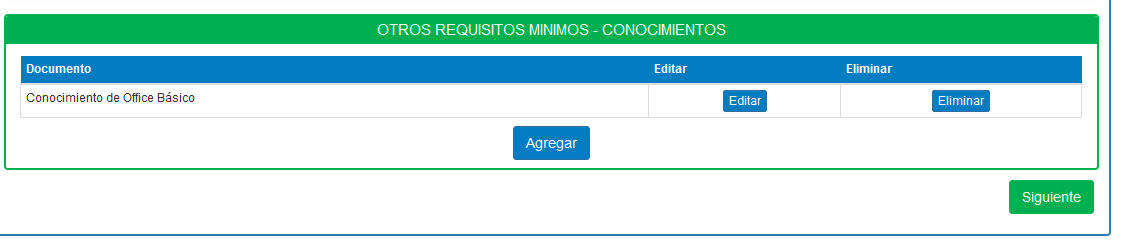 OTROS REQUISITOS MINIMOS - CONOCIMIENTOS
Documento Editar Eliminar
Conocimiento de Office Básico Editar Eliminar
Agregar
Siguiente